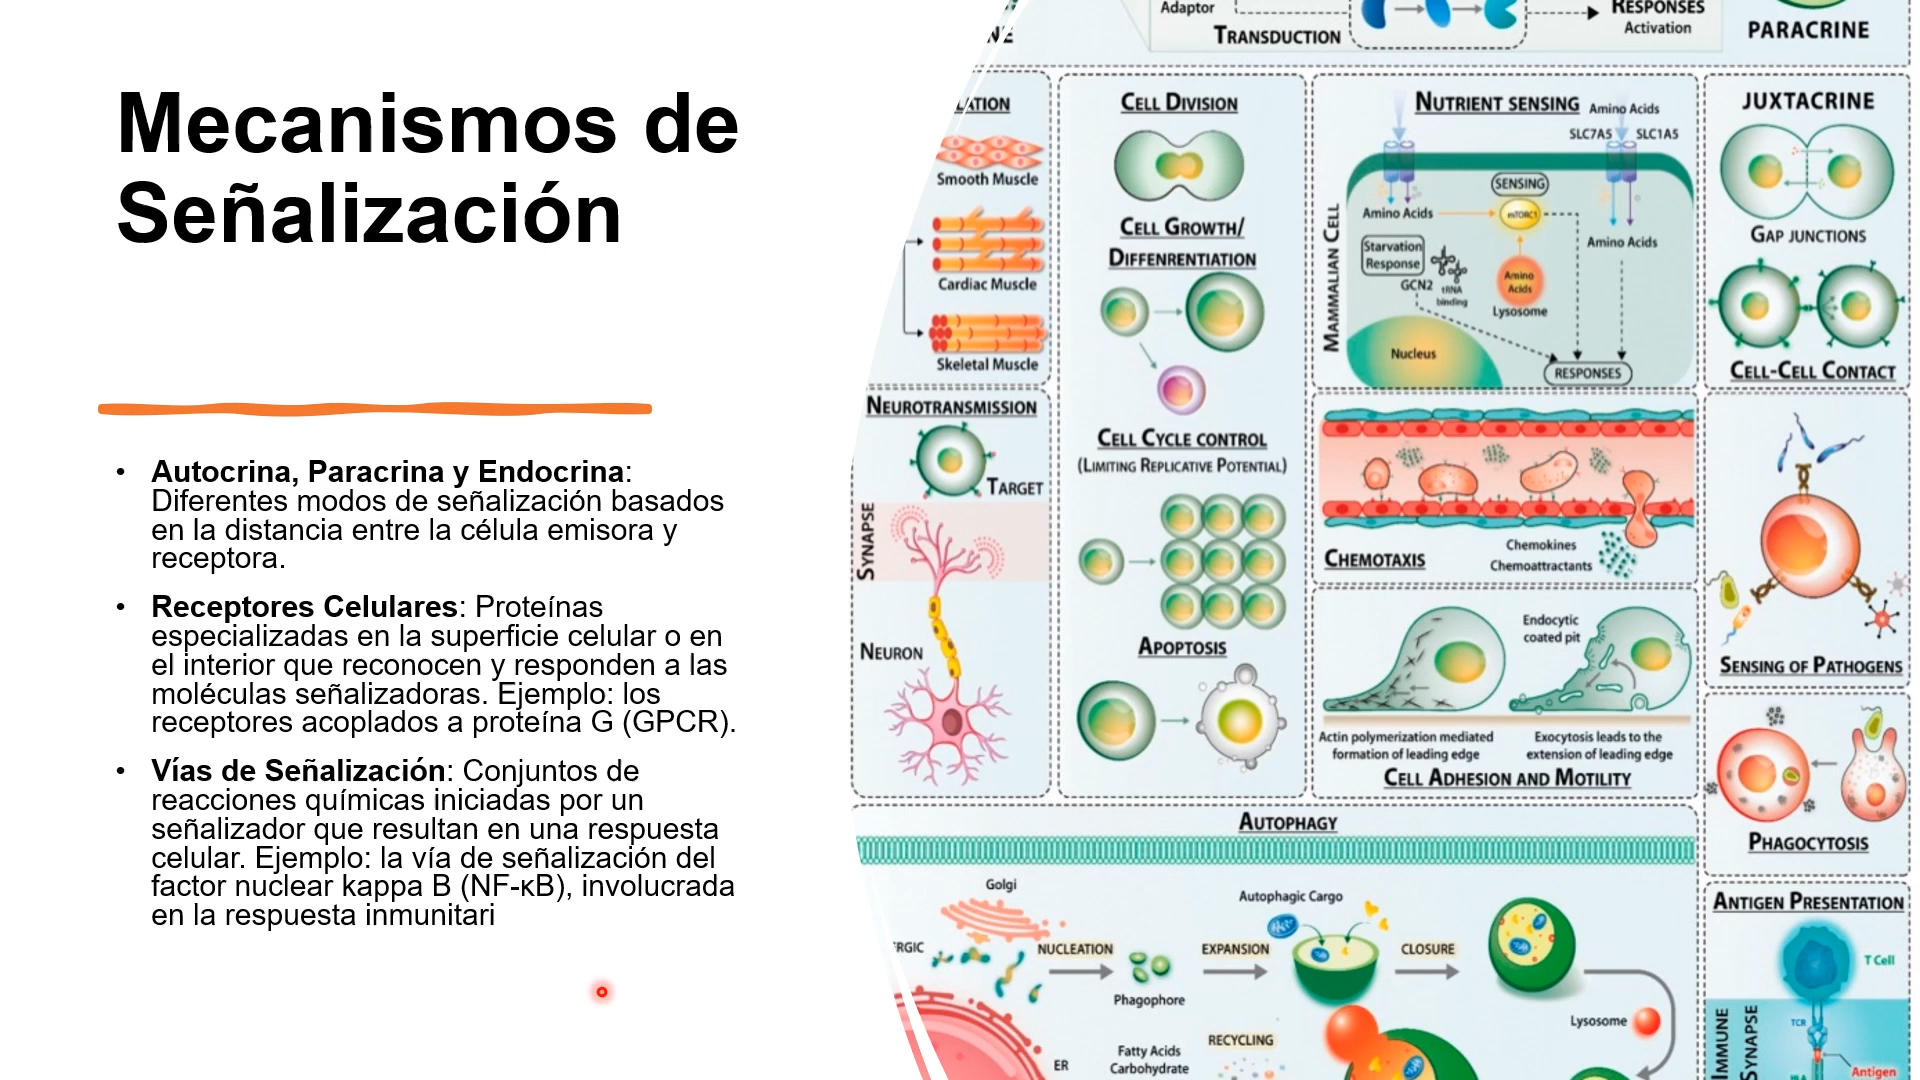 Mecanismos de
Señalización
• Autocrina, Paracrina y Endocrina:
Diferentes modos de señalización basados
en la distancia entre la célula emisora y
receptora.
• Receptores Celulares: Proteínas
especializadas en la superficie celular o en
el interior que reconocen y responden a las
moléculas señalizadoras. Ejemplo: los
receptores acoplados a proteína G (GPCR).
• Vías de Señalización: Conjuntos de
reacciones químicas iniciadas por un
señalizador que resultan en una respuesta
celular. Ejemplo: la vía de señalización del
factor nuclear kappa B (NF-κB), involucrada
en la respuesta inmunitari
Adaptor
TRANSDUCTION
RESPONSES
Activation
PARACRINE
LATION
Smooth Muscle
Cardiac Muscle
Skeletal Muscle
NEUROTRANSMISSION
TARGET
SYNAPSE
NEURON
CELL DIVISION
CELL GROWTH/
DIFFENRENTIATION
CELL CYCLE CONTROL
(LIMITING REPLICATIVE POTENTIAL)
APOPTOSIS
NUTRIENT SENSING
Amino Acids
SLC7A5 SLC1A5
SENSING
mTORC1
Amino Acids
Amino Acids
Starvation
Response
GCN2
tRNA
binding
Amino
Acids
Lysosome
MAMMALIAN CELL
Nucleus
RESPONSES
CHEMOTAXIS
Chemokines
Chemoattractants
Endocytic
coated pit
Actin polymerization mediated
formation of leading edge
Exocytosis leads to the
extension of leading edge
CELL ADHESION AND MOTILITY
JUXTACRINE
GAP JUNCTIONS
CELL-CELL CONTACT
SENSING OF PATHOGENS
PHAGOCYTOSIS
ANTIGEN PRESENTATION
T Cell
TCR
Antigen
IMMUNE
SYNAPSE
AUTOPHAGY
Golgi
RGIC
NUCLEATION
Phagophore
EXPANSION
Autophagic Cargo
CLOSURE
Lysosome
RECYCLING
Fatty Acids
Carbohydrate
ER